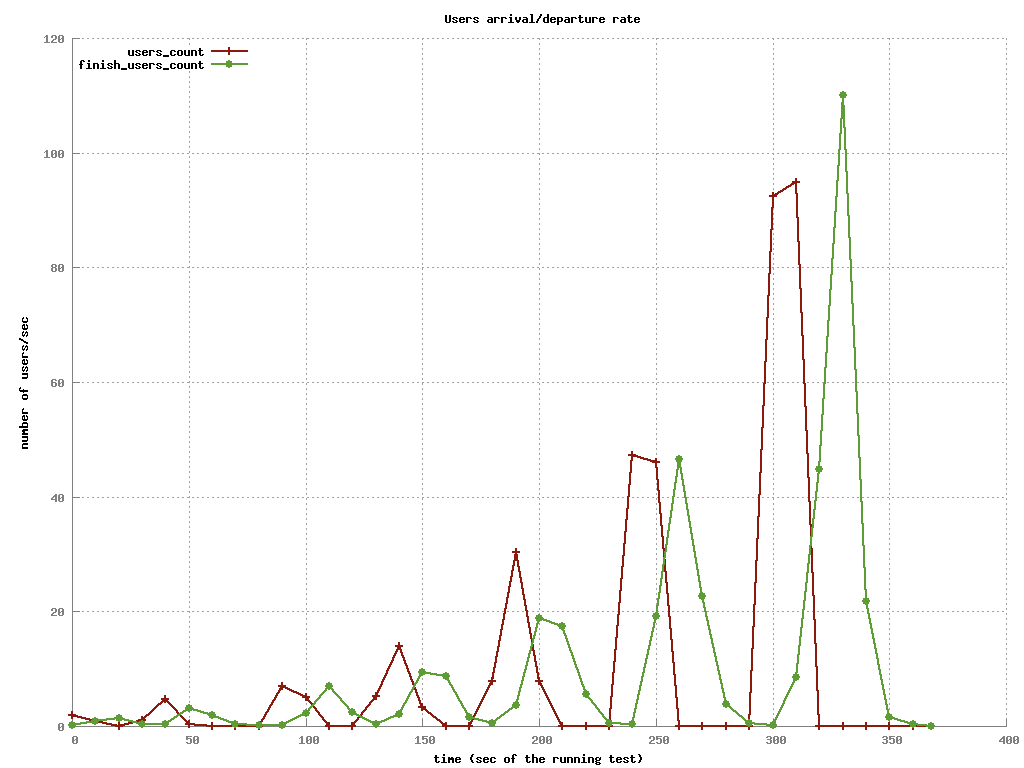 Users arrival/departure rate
users_count
finish_users_count
120
100
80
60
40
20
0
number of users/sec
0 50 100 150 200 250 300 350 400
time (sec of the running test)